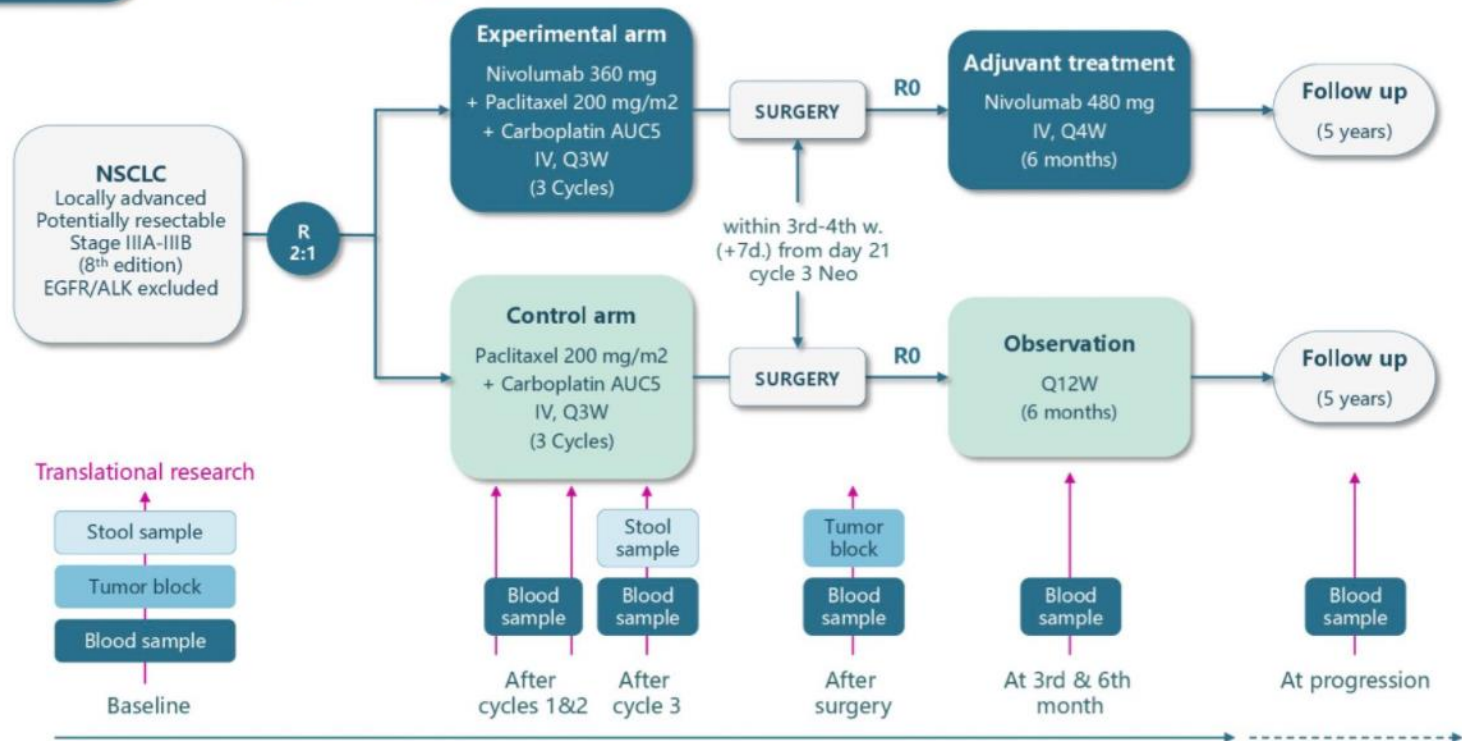 NSCLC
Locally advanced
Potentially resectable
Stage IIIA-IIIB
(8th edition)
EGFR/ALK excluded
R
2:1
Experimental arm
Nivolumab 360 mg
+ Paclitaxel 200 mg/m2
+ Carboplatin AUC5
IV, Q3W
(3 Cycles)
SURGERY
R0
Adjuvant treatment
Nivolumab 480 mg
IV, Q4W
(6 months)
Follow up
(5 years)
within 3rd-4th w.
(+7d.) from day 21
cycle 3 Neo
Control arm
Paclitaxel 200 mg/m2
+ Carboplatin AUC5
IV, Q3W
(3 Cycles)
SURGERY
R0
Observation
Q12W
(6 months)
Follow up
(5 years)
Translational research
Stool sample
Tumor block
Blood sample
Baseline
Blood
sample
After
cycles 1&2
Stool
sample
Blood
sample
After
cycle 3
Tumor
block
Blood
sample
After
surgery
Blood
sample
At 3rd & 6th
month
Blood
sample
At progression